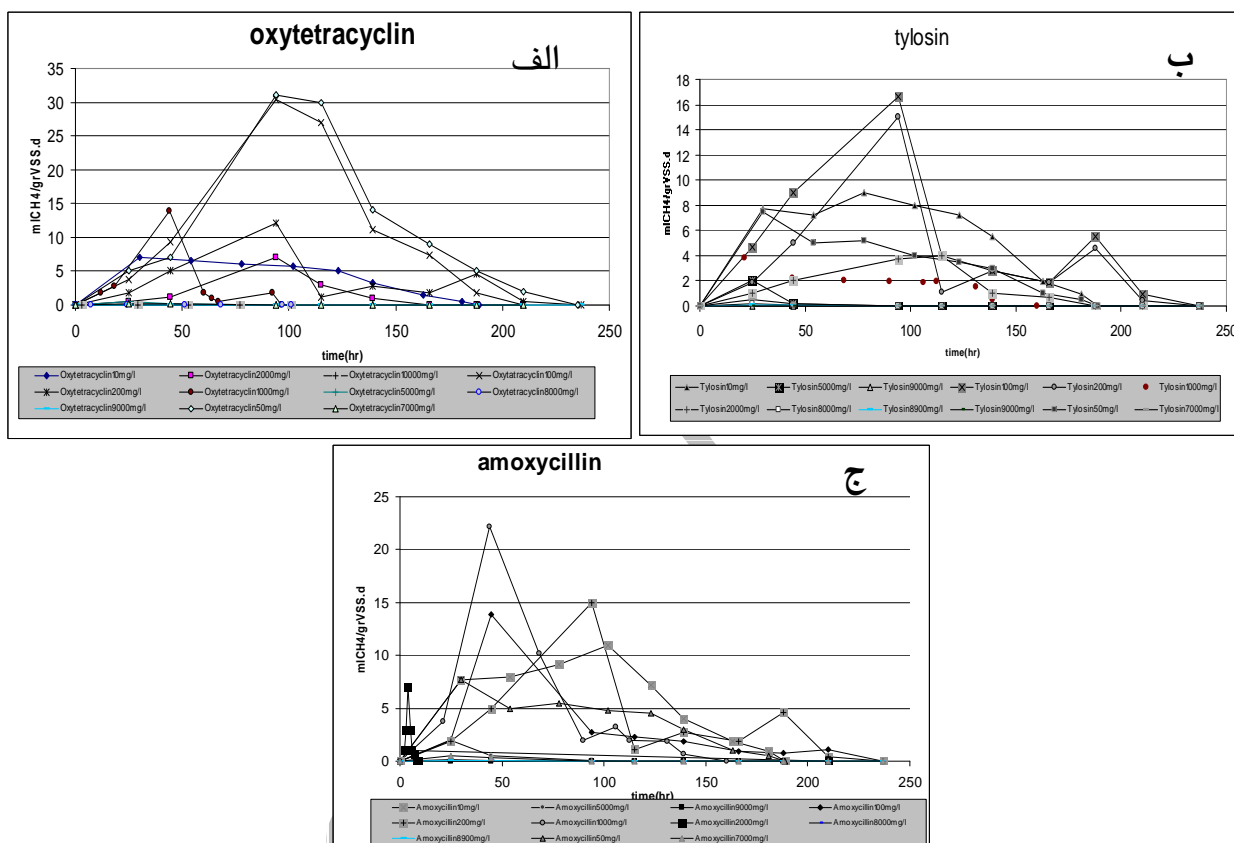 oxytetracyclin
الف
mlCH4/grVSS.d
35
30
25
20
15
10
5
0
0 50 100 150 200 250
time(hr)
Oxytetracyclin10mg/l Oxytetracyclin2000mg/l Oxytetracyclin10000mg/l Oxytatracyclin100mg/l
Oxytetracyclin200mg/l Oxytetracyclin1000mg/l Oxytetracyclin5000mg/l Oxytetracyclin8000mg/l
Oxytetracyclin9000mg/l Oxytetracyclin50mg/l Oxytetracyclin7000mg/l
tylosin
ب
mlCH4/grVSS.d
18
16
14
12
10
8
6
4
2
0
0 50 100 150 200 250
time(hr)
Tylosin10mg/l Tylosin5000mg/l Tylosin9000mg/l Tylosin100mg/l Tylosin200mg/l Tylosin1000mg/l
Tylosin2000mg/l Tylosin8000mg/l Tylosin8900mg/l Tylosin9000mg/l Tylosin50mg/l Tylosin7000mg/l
amoxycillin
ج
mlCH4/grVSS.d
25
20
15
10
5
0
0 50 100 150 200 250
time(hr)
Amoxycillin10mg/l Amoxycillin5000mg/l Amoxycillin9000mg/l Amoxycillin100mg/l
Amoxycillin200mg/l Amoxycillin1000mg/l Amoxycillin2000mg/l Amoxycillin8000mg/l
Amoxycillin8900mg/l Amoxycillin50mg/l Amoxycillin7000mg/l